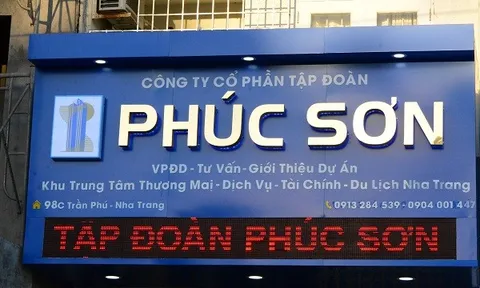 CÔNG TY CỔ PHẦN TẬP ĐOÀN
PHÚC SƠN
VPĐD - Tư Vấn - Giới Thiệu Dự Án
Khu Trung Tâm Thương Mại - Dịch Vụ - Tài Chính - Du Lịch Nha Trang
98C Trần Phú - Nha Trang
0913 284 539 - 0904 001 447
TẬP ĐOÀN PHÚC SƠN